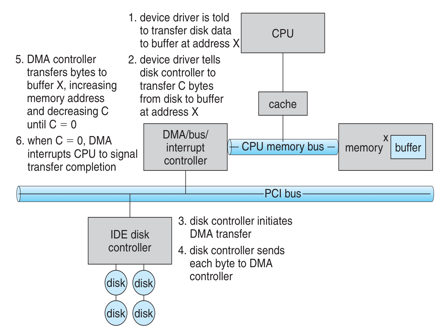 1. device driver is told
to transfer disk data
to buffer at address X
CPU
5. DMA controller
transfers bytes to
buffer X, increasing
memory address
and decreasing C
until C = 0
2. device driver tells
disk controller to
transfer C bytes
from disk to buffer
at address X
cache
6. when C = 0, DMA
interrupts CPU to signal
transfer completion
DMA/bus/
interrupt
controller
CPU memory bus
memory
x
buffer
PCI bus
IDE disk
controller
3. disk controller initiates
DMA transfer
4. disk controller sends
each byte to DMA
controller
disk
disk
disk
disk